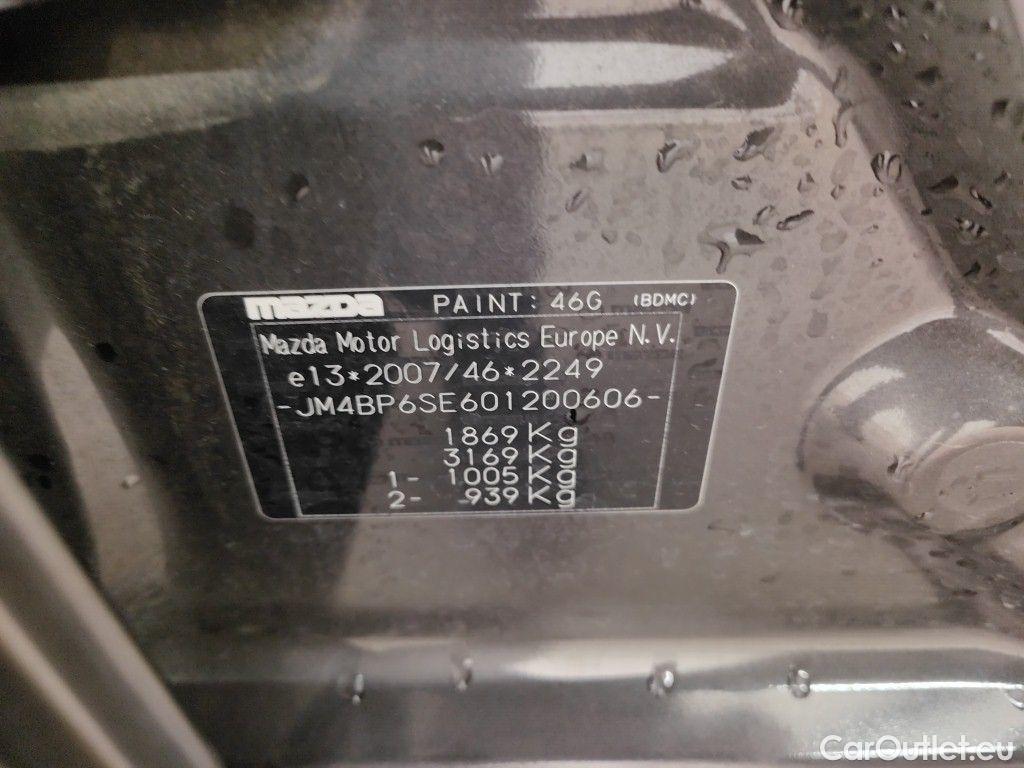 mazda PAINT: 46G (BDMC)
Mazda Motor Logistics Europe N.V.
e13*2007/46*2249
-JM4BP6SE601200606-
1869 Kg
3169 Kg
1- 1005 Kg
2- 939 Kg
CarOutlet.eu